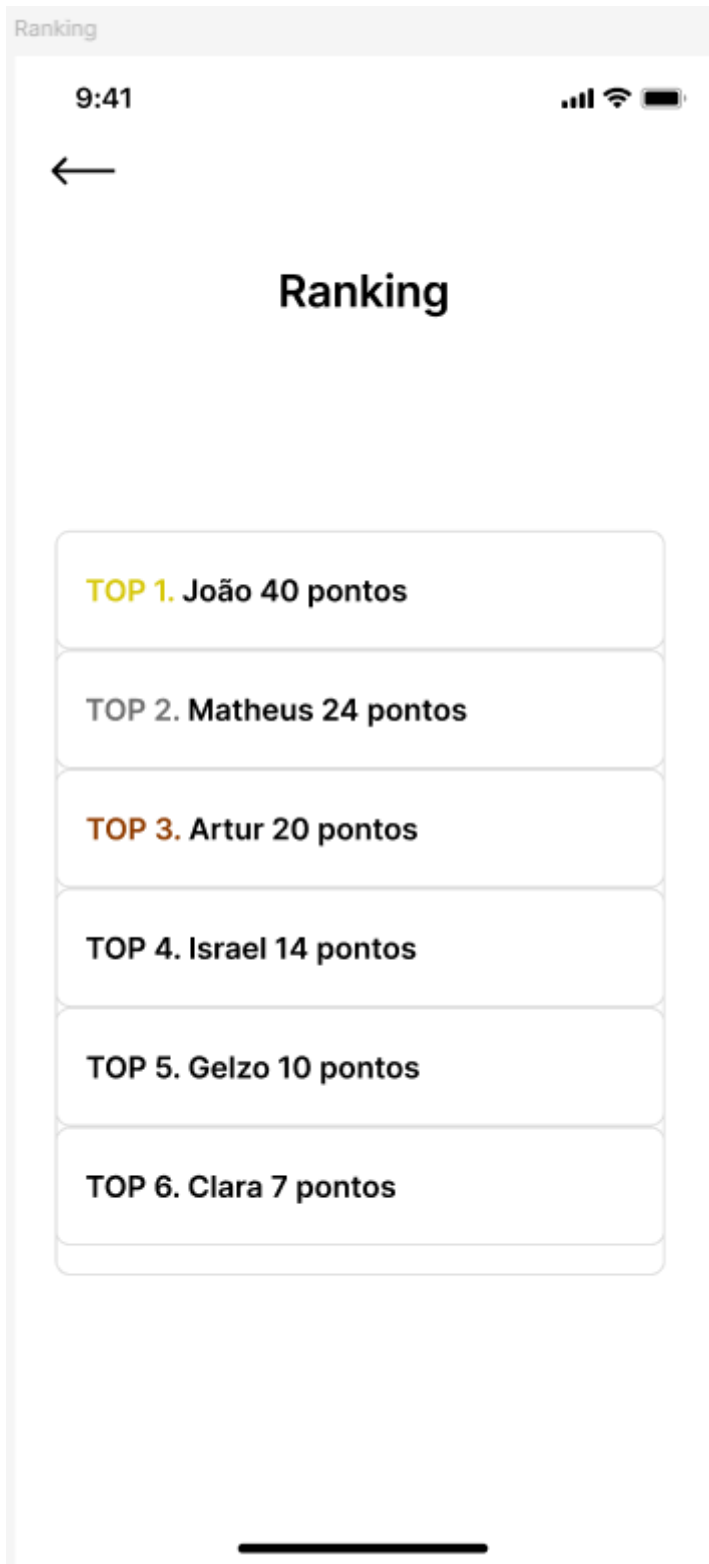 Ranking
9:41
Ranking
TOP 1. João 40 pontos
TOP 2. Matheus 24 pontos
TOP 3. Artur 20 pontos
TOP 4. Israel 14 pontos
TOP 5. Gelzo 10 pontos
TOP 6. Clara 7 pontos